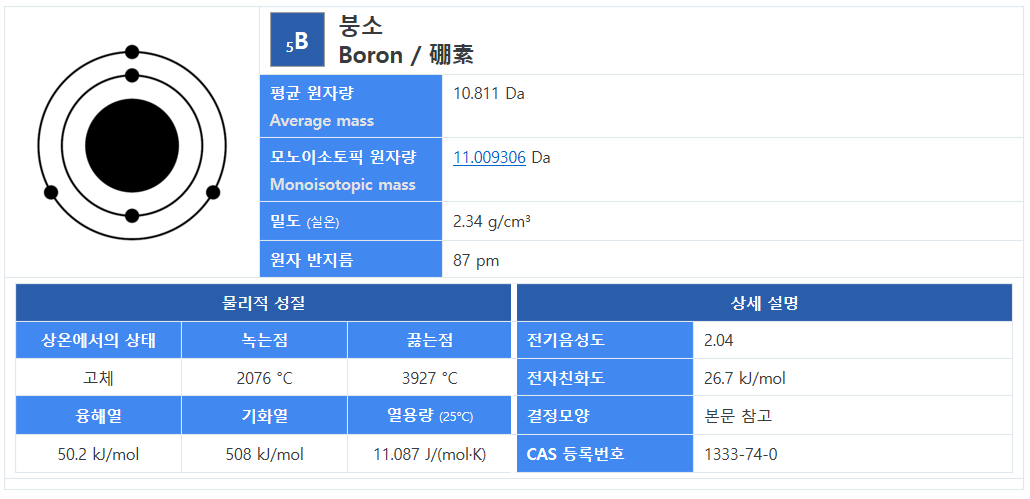 ₅B
붕소
Boron / 硼素
평균 원자량
Average mass
10.811 Da
모노이소토픽 원자량
Monoisotopic mass
11.009306 Da
밀도 (실온)
2.34 g/cm³
원자 반지름
87 pm
물리적 성질
상온에서의 상태 녹는점 끓는점
고체 2076 °C 3927 °C
융해열 기화열 열용량 (25°C)
50.2 kJ/mol 508 kJ/mol 11.087 J/(mol·K)
상세 설명
전기음성도 2.04
전자친화도 26.7 kJ/mol
결정모양 본문 참고
CAS 등록번호 1333-74-0